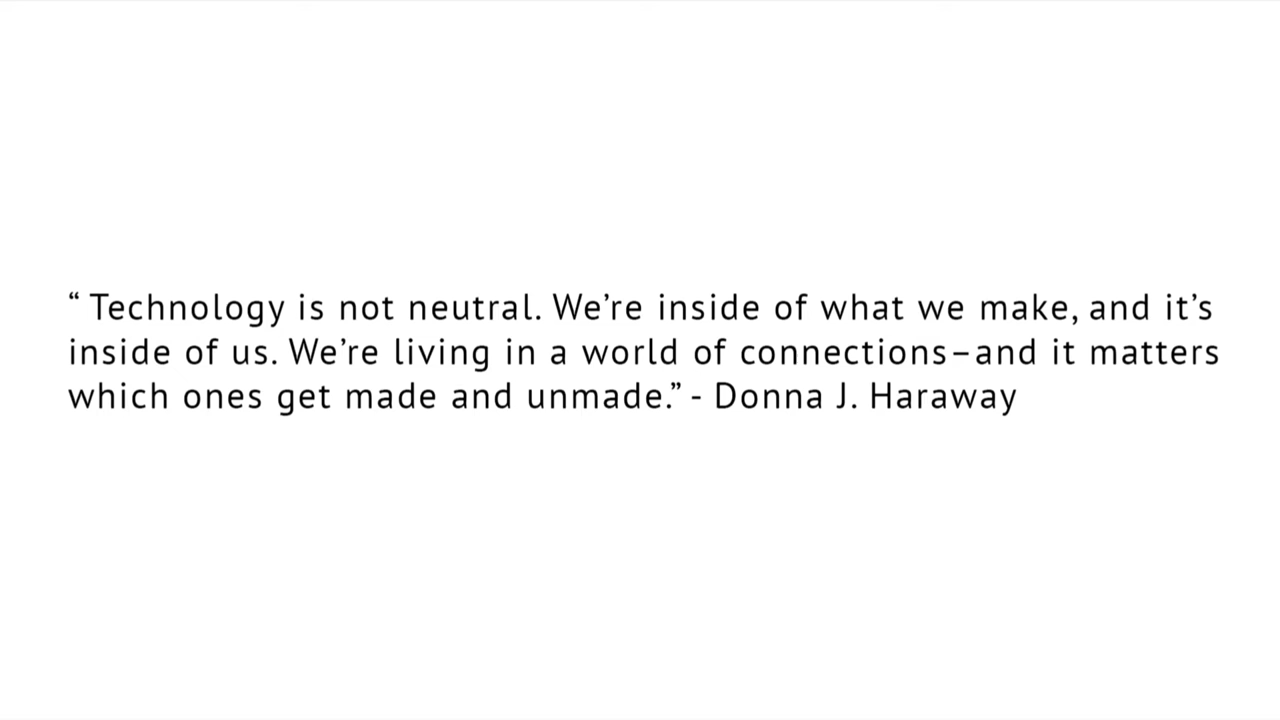 “ Technology is not neutral. We’re inside of what we make, and it’s
inside of us. We’re living in a world of connections–and it matters
which ones get made and unmade.” - Donna J. Haraway